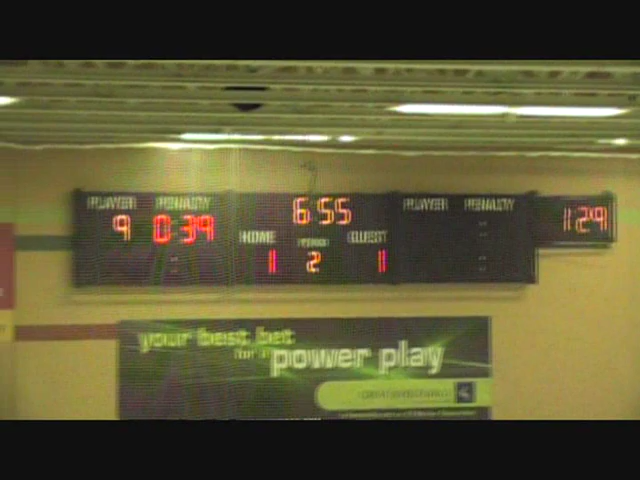 PLAYER PENALTY 6:55 PLAYER PENALTY 1:29
9 0:39 HOME PERIOD GUEST
1 2 1
your best bet
for a power play